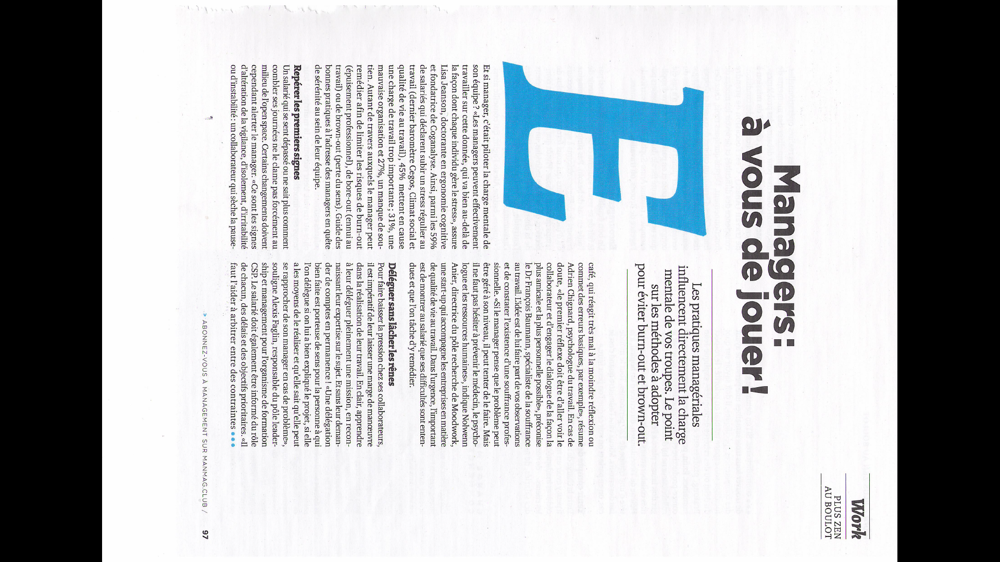 Work
PLUS ZEN
AU BOULOT
Managers:
à vous de jouer!
Les pratiques managériales
influencent directement la charge
mentale de vos troupes. Le point
sur les méthodes à adopter
pour éviter burn-out et brown-out.
E
Et si manager, c'était piloter la charge mentale de
son équipe? «Les managers peuvent effectivement
travailler sur cette donnée, qui va bien au-delà de
la façon dont chaque individu gère le stress», assure
Lisa Jeanson, doctorante en ergonomie cognitive
et fondatrice de Coganalyse. Ainsi, parmi les 59%
de salariés qui déclarent subir un stress régulier au
travail (dernier baromètre Cegos, Climat social et
qualité de vie au travail), 45% mettent en cause
une charge de travail trop importante; 31%, une
mauvaise organisation et 27%, un manque de sou-
tien. Autant de travers auxquels le manager peut
remédier afin de limiter les risques de burn-out
(épuisement professionnel), de bore-out (ennui au
travail) ou de brown-out (perte du sens). Guide des
bonnes pratiques à l'adresse des managers en quête
de sérénité au sein de leur équipe.
Repérer les premiers signes
Un salarié qui se sent dépassé ou ne sait plus comment
combler ses journées ne le clame pas forcément au
milieu de l'open space. Certains changements doivent
cependant alerter le manager. «Ce sont les signes
d'altération de la vigilance, d'isolement, d'irritabilité
ou d'instabilité: un collaborateur qui sèche la pause-
café, qui réagit très mal à la moindre réflexion ou
commet des erreurs basiques, par exemple», résume
Adrien Chignard, psychologue du travail. En cas de
doute, «le premier réflexe doit être d'aller voir le
collaborateur et d'engager le dialogue de la façon la
plus amicale et la plus personnelle possible», préconise
le Dr François Baumann, spécialiste de la souffrance
au travail. L'idée est de lui faire part de vos observations
et de constater l'existence d'une souffrance profes-
sionnelle. «Si le manager pense que le problème peut
être géré à son niveau, il peut tenter de le faire. Mais
il ne faut pas hésiter à prévenir le médecin, le psycho-
logue et les ressources humaines», indique Nolwenn
Anier, directrice du pôle recherche de Moodwork,
une start-up qui accompagne les entreprises en matière
de qualité de vie au travail. Dans l'urgence, l'important
est de montrer au salarié que ses difficultés sont enten-
dues et que l'on tâche d'y remédier.
Déléguer sans lâcher les rênes
Pour faire baisser la pression chez ses collaborateurs,
il est impératif de leur laisser une marge de manœuvre
dans la réalisation de leur travail. En clair, apprendre
à leur déléguer pleinement une mission, en recon-
naissant leur expertise sur le sujet. Et sans leur deman-
der de comptes en permanence! «Une délégation
bien faite est porteuse de sens pour la personne à qui
l'on délègue si on lui a bien expliqué le projet, si elle
a les moyens de le réaliser et qu'elle sait qu'elle peut
se rapprocher de son manager en cas de problème»,
souligne Alexis Faglin, responsable du pôle leader-
ship et management pour l'organisme de formation
CSP. Le salarié doit également être informé du rôle
de chacun, des délais et des objectifs prioritaires. «Il
faut l'aider à arbitrer entre des contraintes ●●●
> ABONNEZ-VOUS À MANAGEMENT SUR MANMAG.CLUB / 97